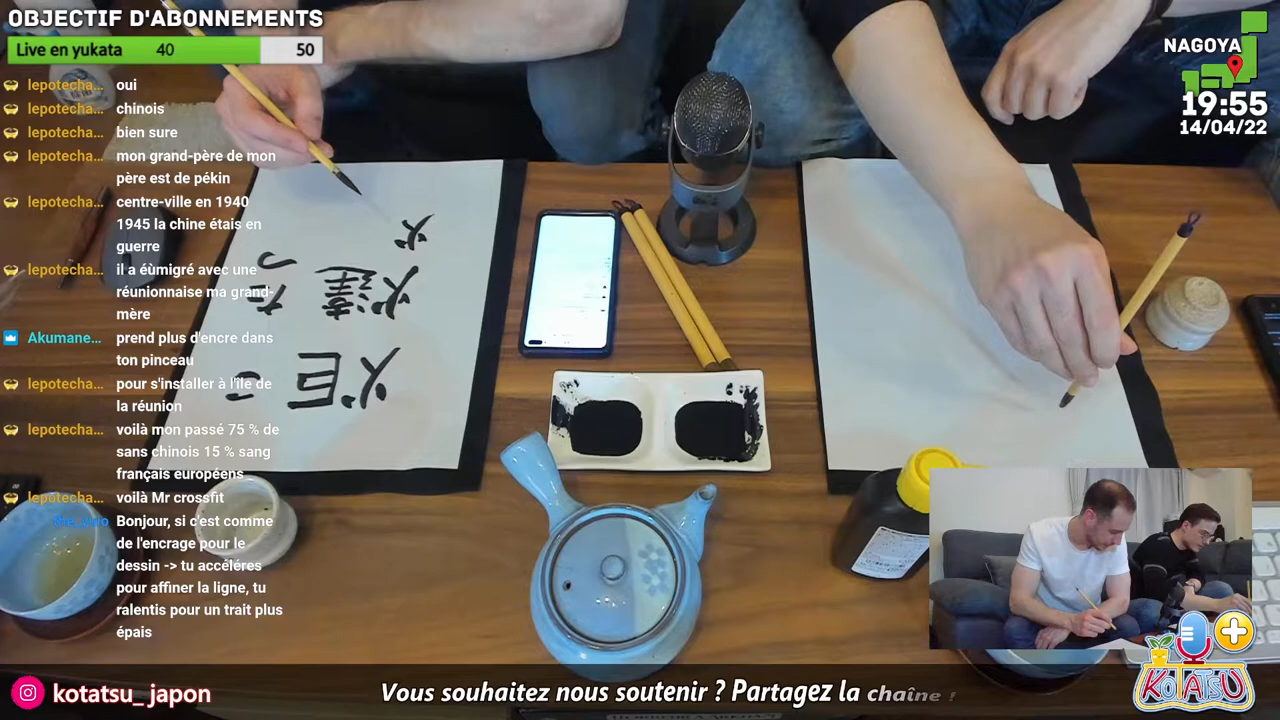 OBJECTIF D'ABONNEMENTS
Live en yukata 40 50
lepotecha... oui
lepotecha... chinois
lepotecha... bien sure
lepotecha... mon grand-père de mon
père est de pékin
lepotecha... centre-ville en 1940
1945 la chine étais en
guerre
lepotecha... il a éùmigré avec une
réunionnaise ma grand-
mère
Akumane... prend plus d'encre dans
ton pinceau
lepotecha... pour s'installer à l'île de
la réunion
lepotecha... voilà mon passé 75 % de
sans chinois 15 % sang
français européens
lepotecha... voilà Mr crossfit
Bonjour, si c'est comme
de l'encrage pour le
dessin -> tu accéléres
pour affiner la ligne, tu
ralentis pour un trait plus
épais
NAGOYA
19:55
14/04/22
火
kotatsu_japon
Vous souhaitez nous soutenir ? Partagez la chaîne !
KOTATSU